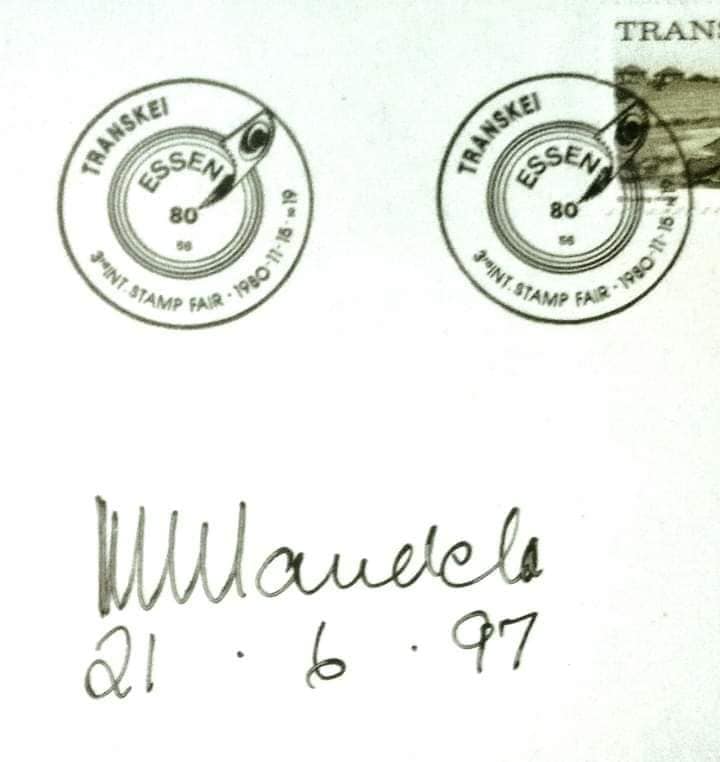 TRANS
TRANSKEI
ESSEN
80
56
3rd INT. STAMP FAIR · 1980·11·15 N 19
TRANSKEI
ESSEN
80
56
3rd INT. STAMP FAIR · 1980·11·15 N
NMandela
21 · 6 · 97